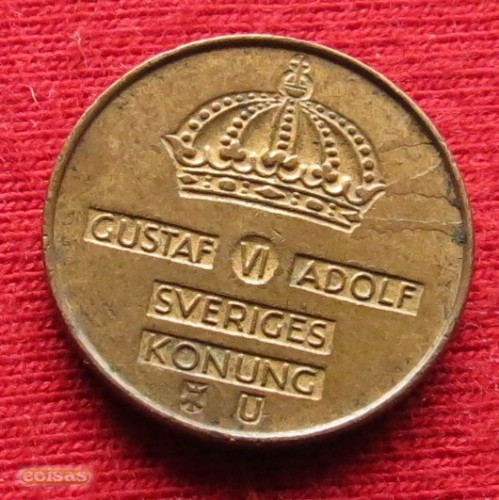 GUSTAF VI ADOLF
SVERIGES
KONUNG
U
coisas